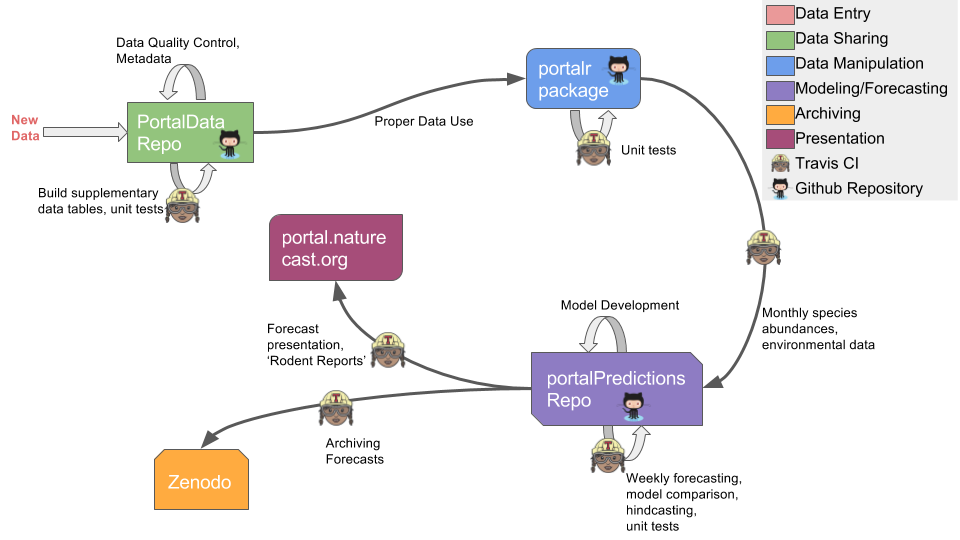 Data Quality Control,
Metadata
New
Data
PortalData
Repo
Build supplementary
data tables, unit tests
Proper Data Use
portalr
package
Unit tests
Data Entry
Data Sharing
Data Manipulation
Modeling/Forecasting
Archiving
Presentation
Travis CI
Github Repository
portal.nature
cast.org
Forecast
presentation,
‘Rodent Reports’
Model Development
Monthly species
abundances,
environmental data
portalPredictions
Repo
Archiving
Forecasts
Zenodo
Weekly forecasting,
model comparison,
hindcasting,
unit tests
T
T
T
T
T
T
T